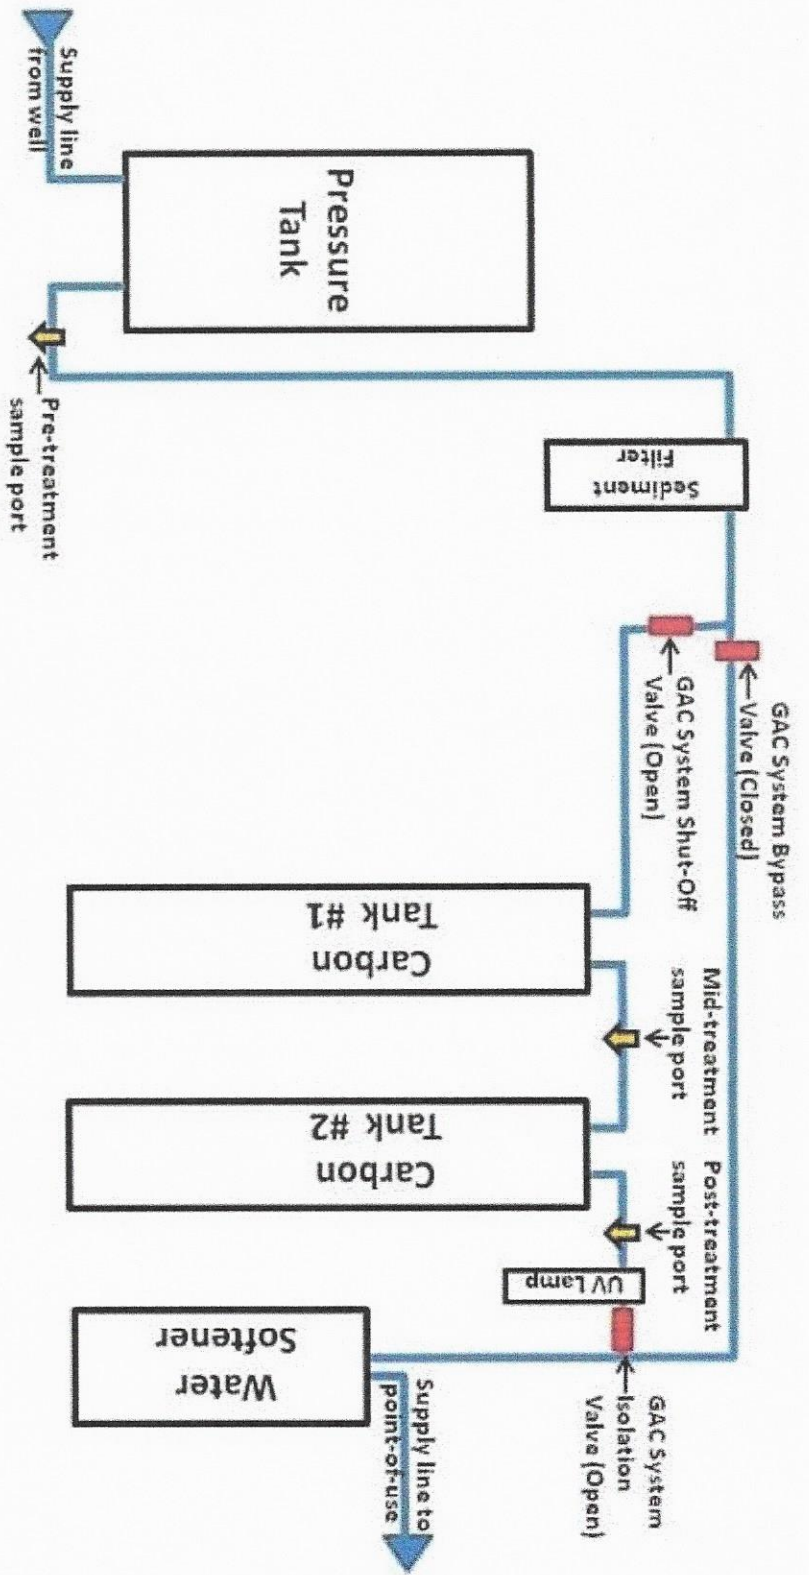 Supply line
from well
Pressure
Tank
Pre-treatment
sample port
Sediment
Filter
GAC System Bypass
Valve (Closed)
GAC System Shut-Off
Valve (Open)
Carbon
Tank #1
Mid-treatment
sample port
Carbon
Tank #2
Post-treatment
sample port
UV Lamp
GAC System
Isolation
Valve (Open)
Water
Softener
Supply line to
point-of-use